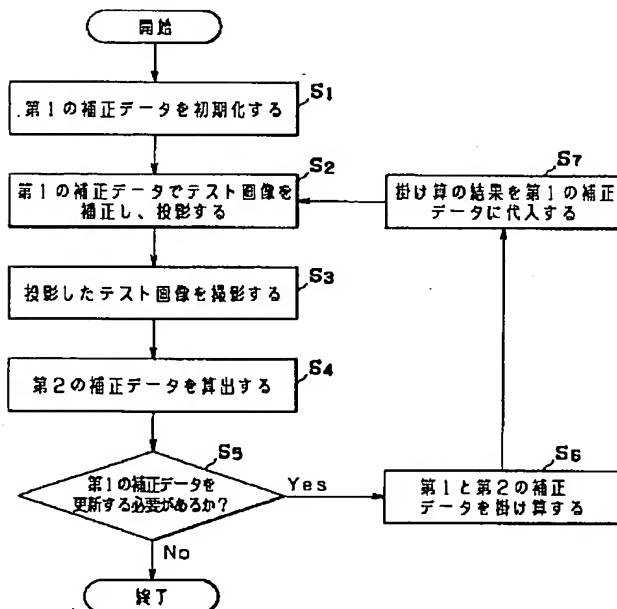 開始
S1
第1の補正データを初期化する
S2
第1の補正データでテスト画像を
補正し、投影する
S3
投影したテスト画像を撮影する
S4
第2の補正データを算出する
S5
第1の補正データを
更新する必要があるか?
Yes
No
終了
S6
第1と第2の補正
データを掛け算する
S7
掛け算の結果を第1の補正
データに代入する